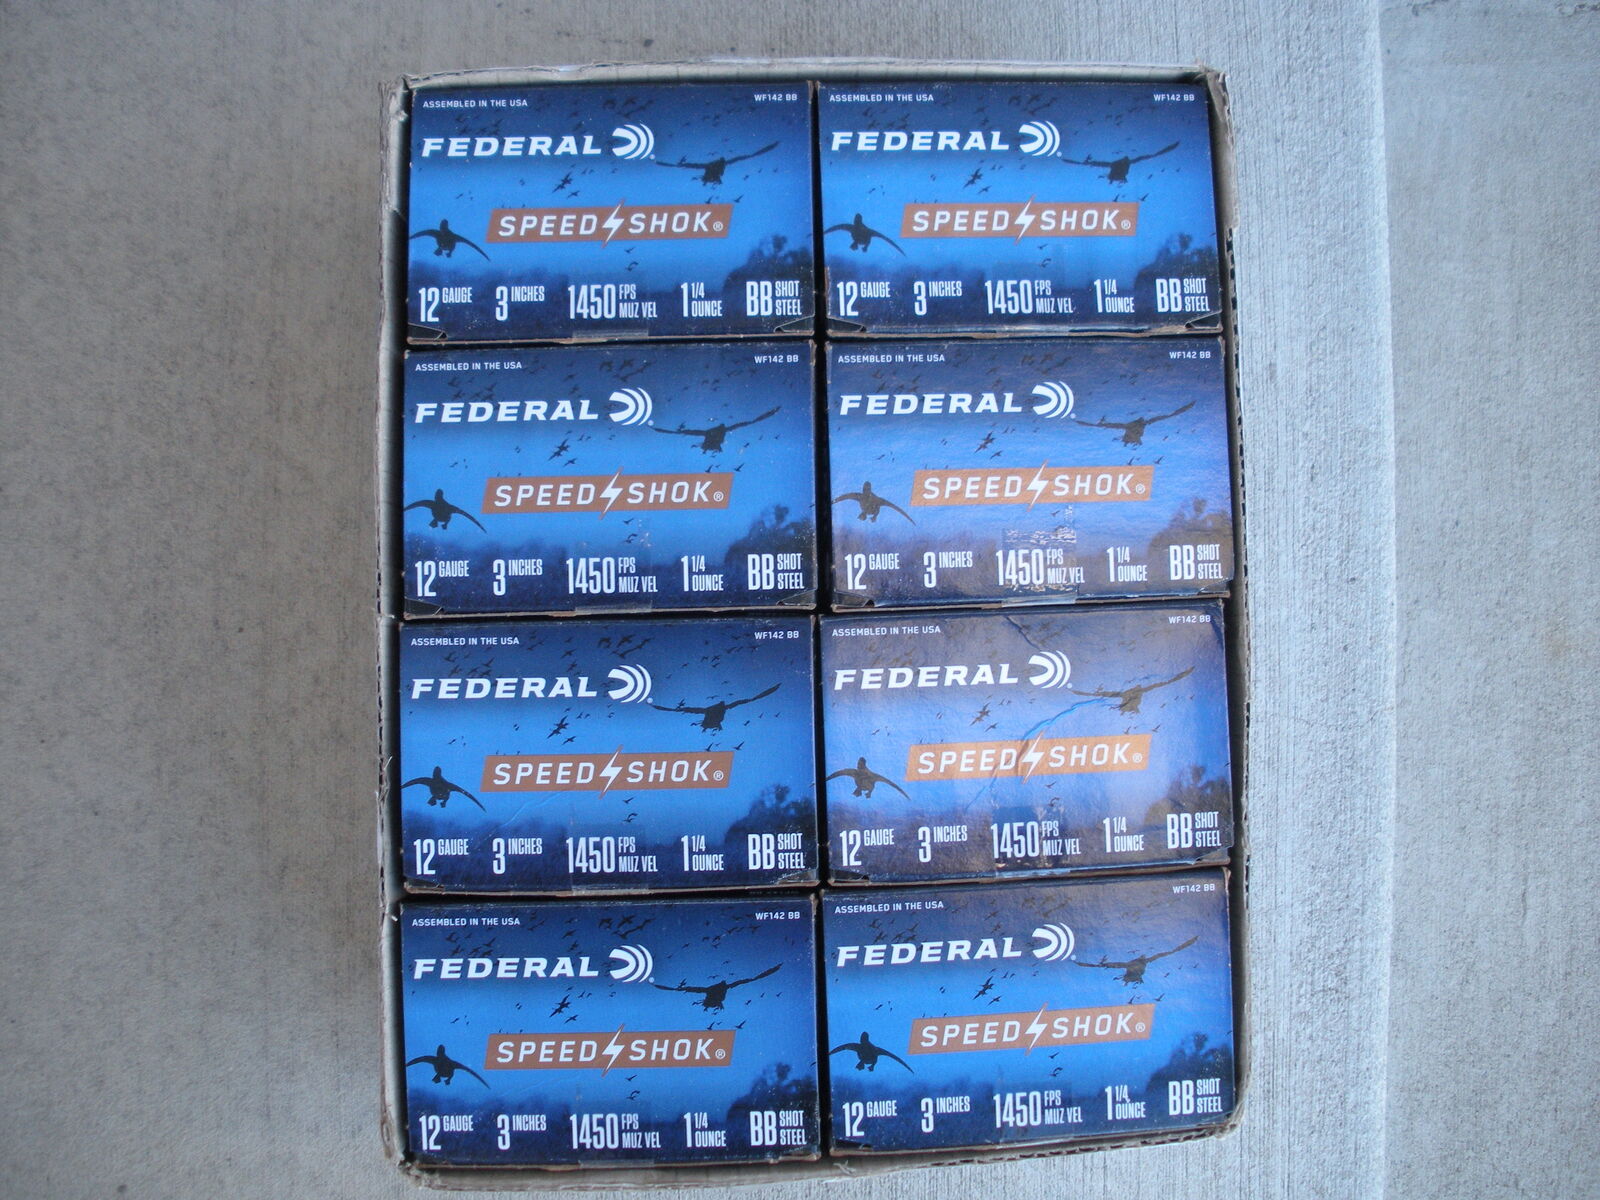 ASSEMBLED IN THE USA WF142 BB
FEDERAL
SPEED SHOK®
12 GAUGE 3 INCHES 1450 FPS MUZ VEL 1 1/4 OUNCE BB SHOT STEEL
ASSEMBLED IN THE USA WF142 BB
FEDERAL
SPEED SHOK®
12 GAUGE 3 INCHES 1450 FPS MUZ VEL 1 1/4 OUNCE BB SHOT STEEL
ASSEMBLED IN THE USA WF142 BB
FEDERAL
SPEED SHOK®
12 GAUGE 3 INCHES 1450 FPS MUZ VEL 1 1/4 OUNCE BB SHOT STEEL
ASSEMBLED IN THE USA WF142 BB
FEDERAL
SPEED SHOK®
12 GAUGE 3 INCHES 1450 FPS MUZ VEL 1 1/4 OUNCE BB SHOT STEEL
ASSEMBLED IN THE USA WF142 BB
FEDERAL
SPEED SHOK®
12 GAUGE 3 INCHES 1450 FPS MUZ VEL 1 1/4 OUNCE BB SHOT STEEL
ASSEMBLED IN THE USA WF142 BB
FEDERAL
SPEED SHOK®
12 GAUGE 3 INCHES 1450 FPS MUZ VEL 1 1/4 OUNCE BB SHOT STEEL
ASSEMBLED IN THE USA WF142 BB
FEDERAL
SPEED SHOK®
12 GAUGE 3 INCHES 1450 FPS MUZ VEL 1 1/4 OUNCE BB SHOT STEEL
ASSEMBLED IN THE USA WF142 BB
FEDERAL
SPEED SHOK®
12 GAUGE 3 INCHES 1450 FPS MUZ VEL 1 1/4 OUNCE BB SHOT STEEL